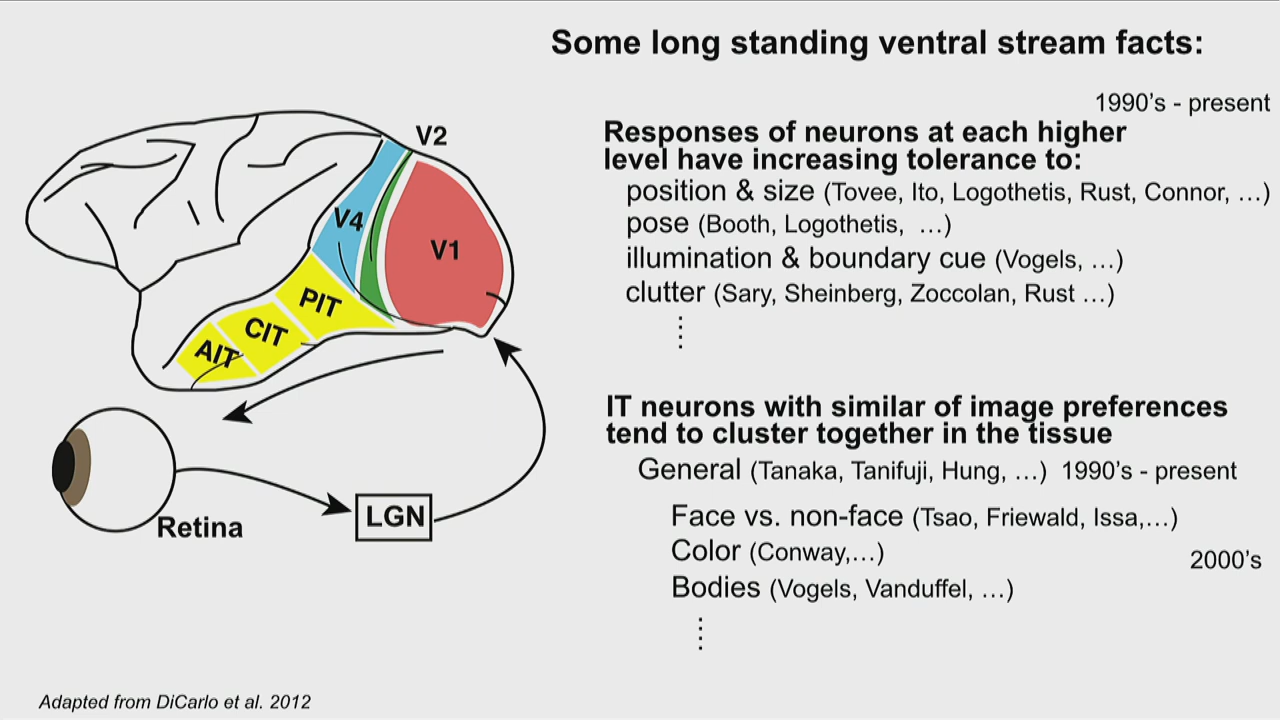 Some long standing ventral stream facts:
1990’s - present
Responses of neurons at each higher
level have increasing tolerance to:
position & size (Tovee, Ito, Logothetis, Rust, Connor, …)
pose (Booth, Logothetis, …)
illumination & boundary cue (Vogels, …)
clutter (Sary, Sheinberg, Zoccolan, Rust …)
IT neurons with similar of image preferences
tend to cluster together in the tissue
General (Tanaka, Tanifuji, Hung, …) 1990’s - present
Face vs. non-face (Tsao, Friewald, Issa,…)
Color (Conway,…)
2000’s
Bodies (Vogels, Vanduffel, …)
V2
V4
V1
PIT
CIT
AIT
LGN
Retina
Adapted from DiCarlo et al. 2012